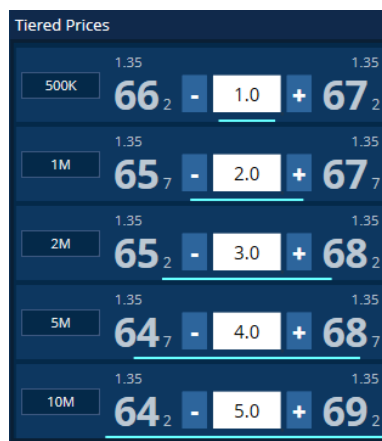 Tiered Prices
1.35 1.35
500K 66 2 - 1.0 + 67 2
1.35 1.35
1M 65 7 - 2.0 + 67 7
1.35 1.35
2M 65 2 - 3.0 + 68 2
1.35 1.35
5M 64 7 - 4.0 + 68 7
1.35 1.35
10M 64 2 - 5.0 + 69 2